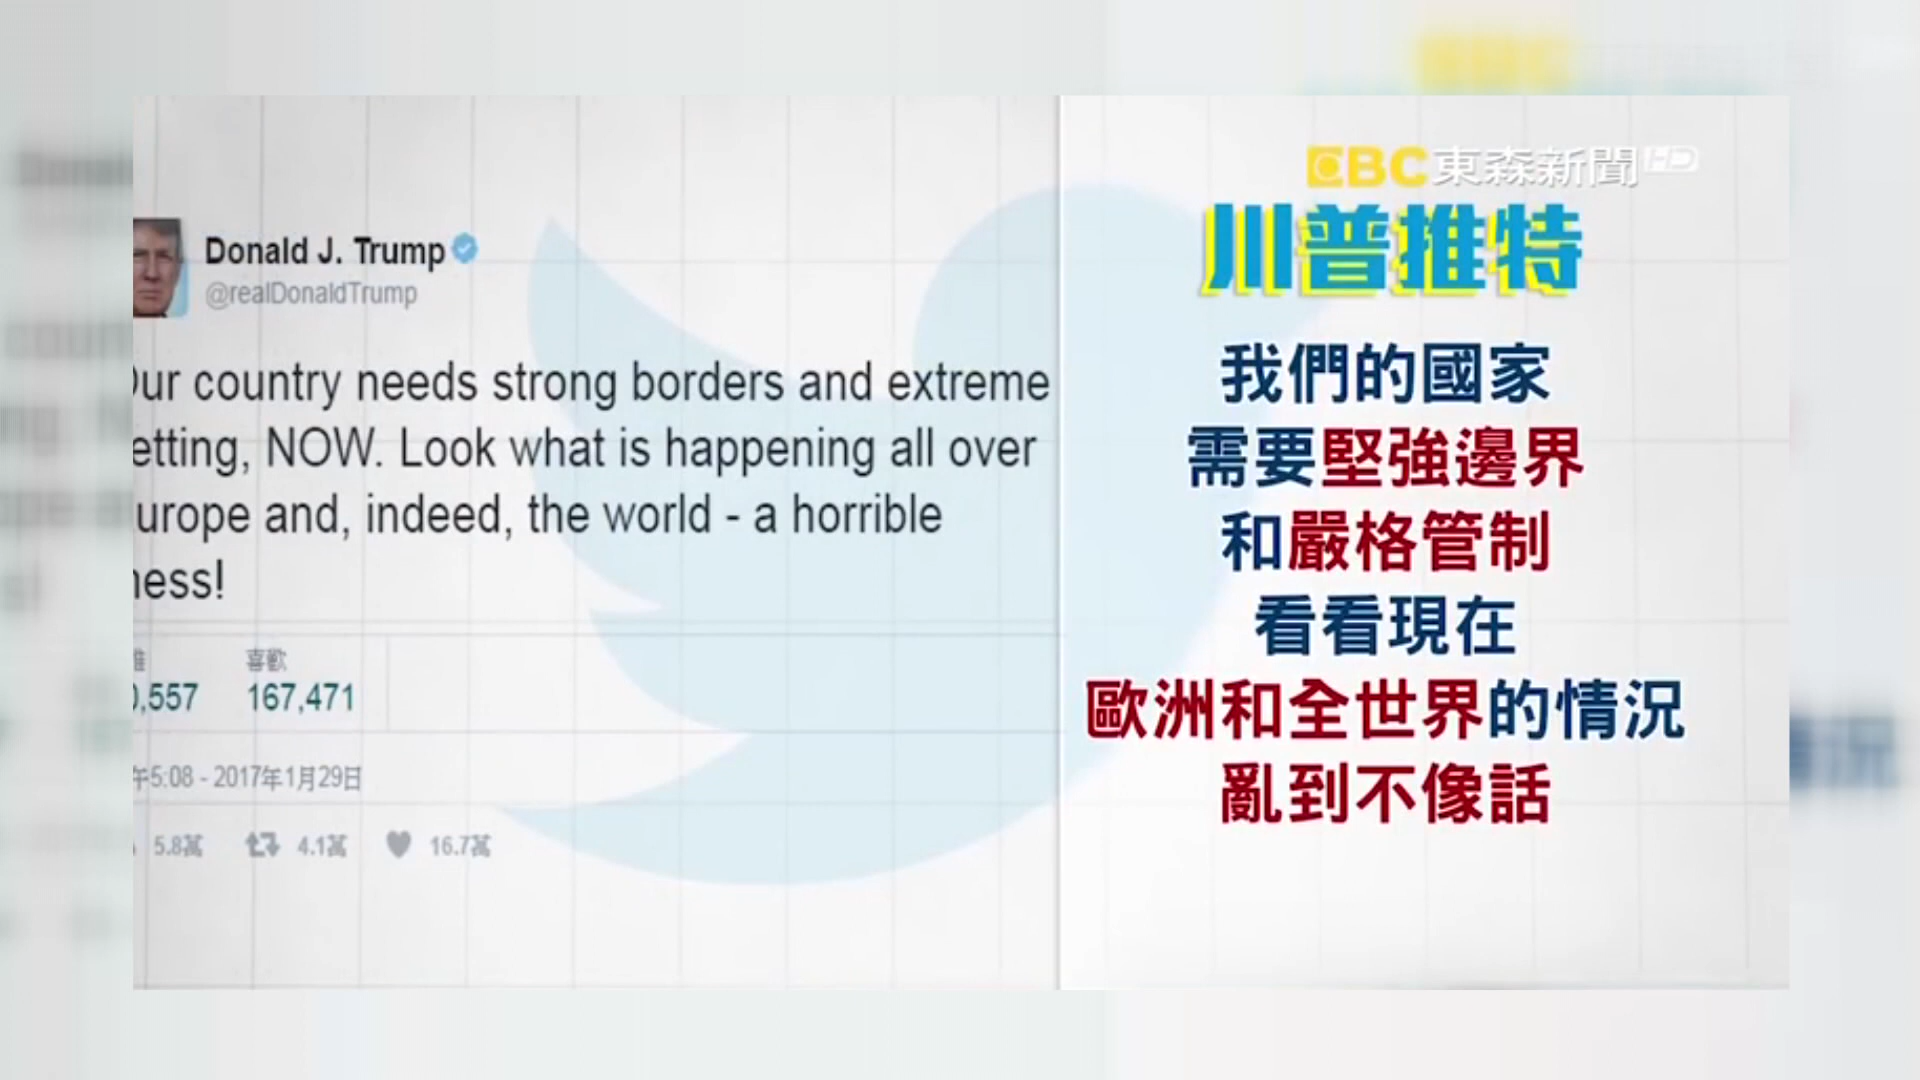 EBC東森新聞HD
Donald J. Trump
@realDonaldTrump
ur country needs strong borders and extreme
etting, NOW. Look what is happening all over
urope and, indeed, the world - a horrible
ess!
推 喜歡
,557 167,471
午5:08 - 2017年1月29日
5.8萬 4.1萬 16.7萬
川普推特
我們的國家
需要堅強邊界
和嚴格管制
看看現在
歐洲和全世界的情況
亂到不像話